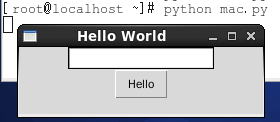 [ root@localhost ~]# python mac.py
[]
Hello World
Hello